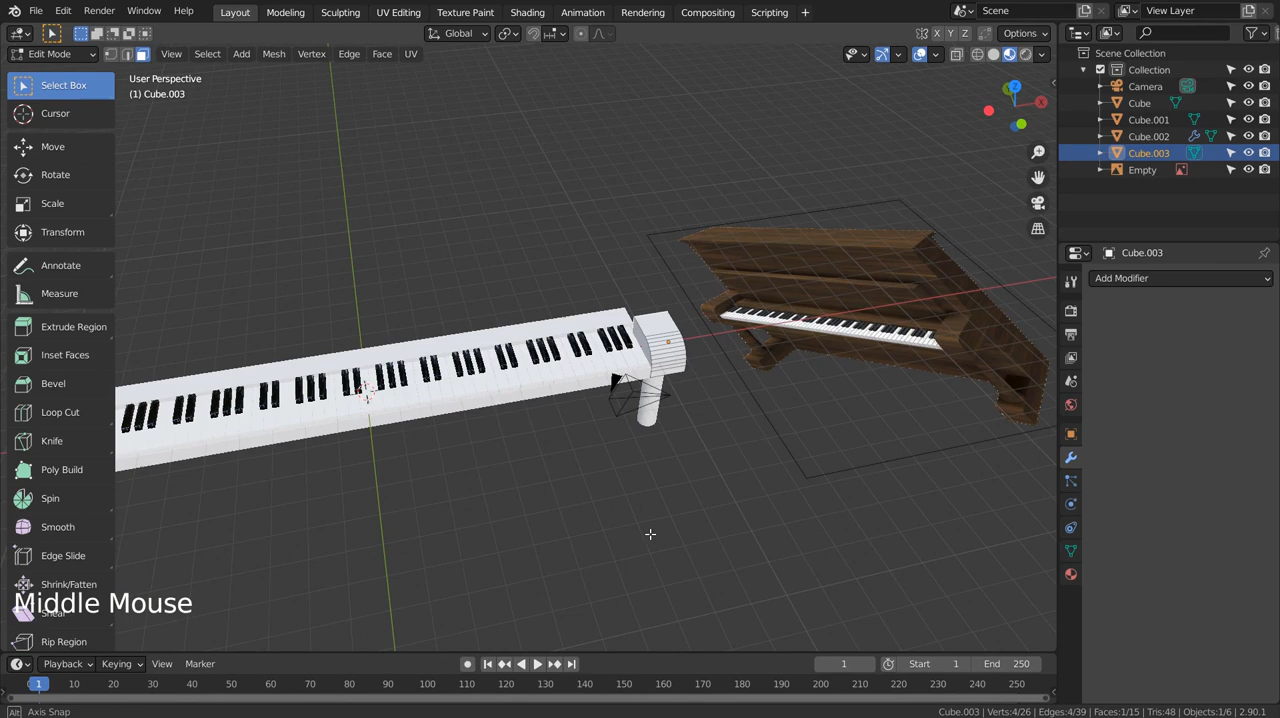 File Edit Render Window Help Layout Modeling Sculpting UV Editing Texture Paint Shading Animation Rendering Compositing Scripting + Scene View Layer
Global Options
Edit Mode View Select Add Mesh Vertex Edge Face UV X Y Z
Select Box
Cursor
Move
Rotate
Scale
Transform
Annotate
Measure
Extrude Region
Inset Faces
Bevel
Loop Cut
Knife
Poly Build
Spin
Smooth
Edge Slide
Shrink/Fatten
Shear
Rip Region
User Perspective
(1) Cube.003
Z
X
Middle Mouse
Scene Collection
Collection
Camera
Cube
Cube.001
Cube.002
Cube.003
Empty
Cube.003
Add Modifier
Playback Keying View Marker 1 Start 1 End 250
1 10 20 30 40 50 60 70 80 90 100 110 120 130 140 150 160 170 180 190 200 210 220 230 240 250
Alt Axis Snap Cube.003 | Verts:4/26 | Edges:4/39 | Faces:1/15 | Tris:48 | Objects:1/6 | 2.90.1